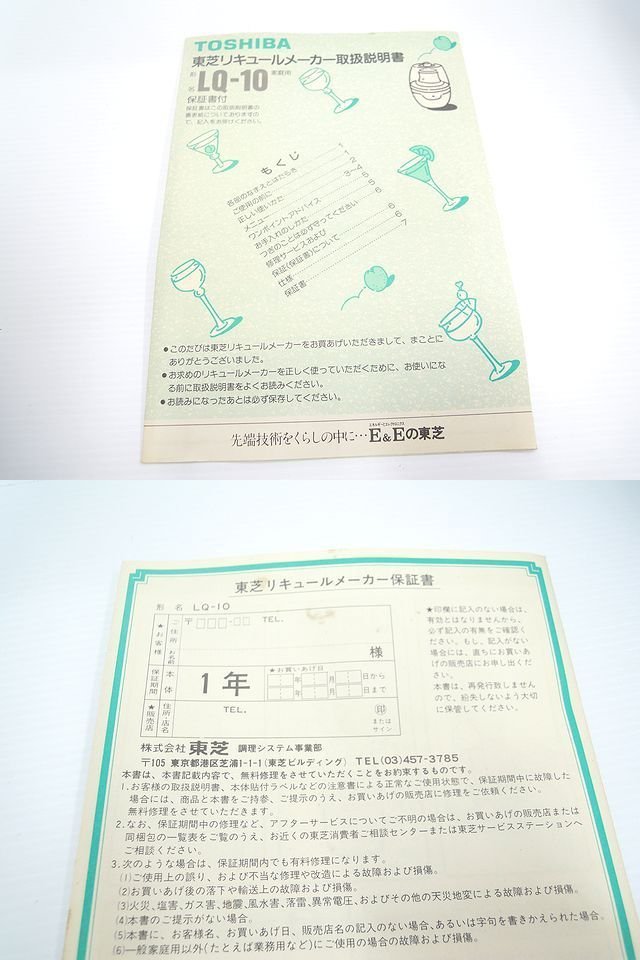 TOSHIBA
東芝リキュールメーカー取扱説明書
形名 LQ-10 家庭用
保証書付
保証書はこの取扱説明書の
裏表紙についておりますの
で、記入をお受けください。
もくじ
各部のなまえとはたらき 1
ご使用の前に 2
正しい使いかた 3~4
メニュー 5
ワンポイントアドバイス 5
お手入れのしかた 6
つぎのことは必ず守ってください
修理サービスおよび
保証(保証書)について 6
仕様 6
保証書 7
●このたびは東芝リキュールメーカーをお買あげいただきまして、まことに
ありがとうございました。
●お求めのリキュールメーカーを正しく使っていただくために、お使いにな
る前に取扱説明書をよくお読みください。
●お読みになったあとは必ず保存してください。
先端技術をくらしの中に…E&Eの東芝
エネルギーとエレクトロニクス
東芝リキュールメーカー保証書
形名 LQ-10
★お客様 ご住所 〒□□□-□□ TEL.
お名前 様
保証期間 本体 1年
★お買いあげ日
年 月 日から
年 月 日まで
★販売店 住所・店名 TEL.
印
または
サイン
★印欄に記入のない場合は、
有効とはなりませんから、
必ず記入の有無をご確認く
ださい。もし、記入がない
場合には、直ちにお買いあ
げの販売店にお申し出くだ
さい。
本書は、再発行致しません
ので、紛失しないよう大切
に保管してください。
株式会社 東芝 調理システム事業部
〒105 東京都港区芝浦1-1-1(東芝ビルディング) TEL(03)457-3785
本書は、本書記載内容で、無料修理をさせていただくことをお約束するものです。
1.お客様の取扱説明書、本体貼付ラベルなどの注意書による正常なご使用状態で、保証期間中に故障した
場合には、商品と本書をご持参、ご提示のうえ、お買いあげの販売店に修理をご依頼ください。
無料修理をさせていただきます。
2.なお、保証期間中の修理など、アフターサービスについてご不明の場合は、お買いあげの販売店または
同梱包の一覧表をご覧のうえ、お近くの東芝消費者ご相談センターまたは東芝サービスステーションへ
ご相談ください。
3.次のような場合は、保証期間内でも有料修理になります。
(1)ご使用上の誤り、および不当な修理や改造による故障および損傷。
(2)お買いあげ後の落下や輸送上の故障および損傷。
(3)火災、塩害、ガス害、地震、風水害、落雷、異常電圧、およびその他の天災地変による故障および損傷。
(4)本書のご提示がない場合。
(5)本書に、お客様名、お買いあげ日、販売店名の記入のない場合、あるいは字句を書きかえられた場合。
(6)一般家庭用以外(たとえば業務用など)にご使用の場合の故障および損傷。